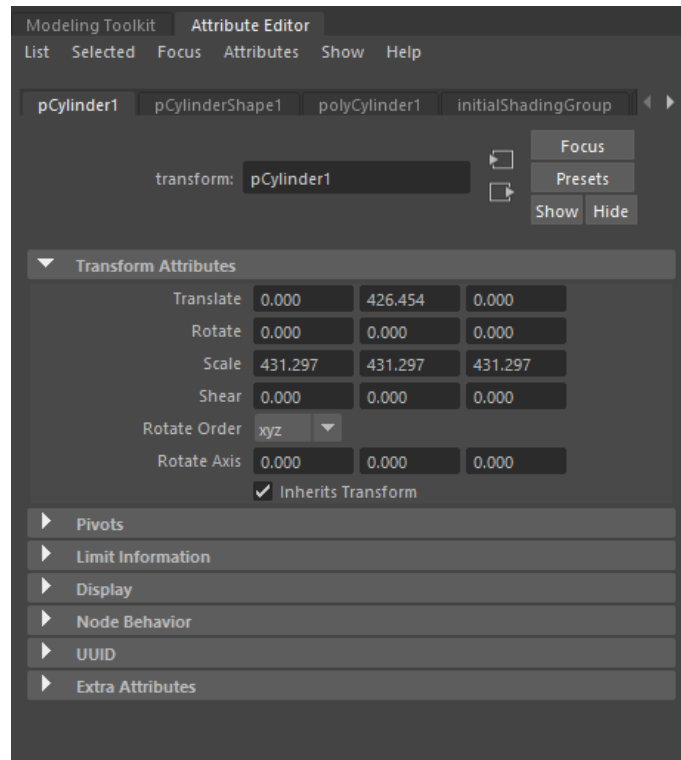 Modeling Toolkit Attribute Editor
List Selected Focus Attributes Show Help
pCylinder1 pCylinderShape1 polyCylinder1 initialShadingGroup
Focus
transform: pCylinder1 Presets
Show Hide
Transform Attributes
Translate 0.000 426.454 0.000
Rotate 0.000 0.000 0.000
Scale 431.297 431.297 431.297
Shear 0.000 0.000 0.000
Rotate Order xyz
Rotate Axis 0.000 0.000 0.000
Inherits Transform
Pivots
Limit Information
Display
Node Behavior
UUID
Extra Attributes